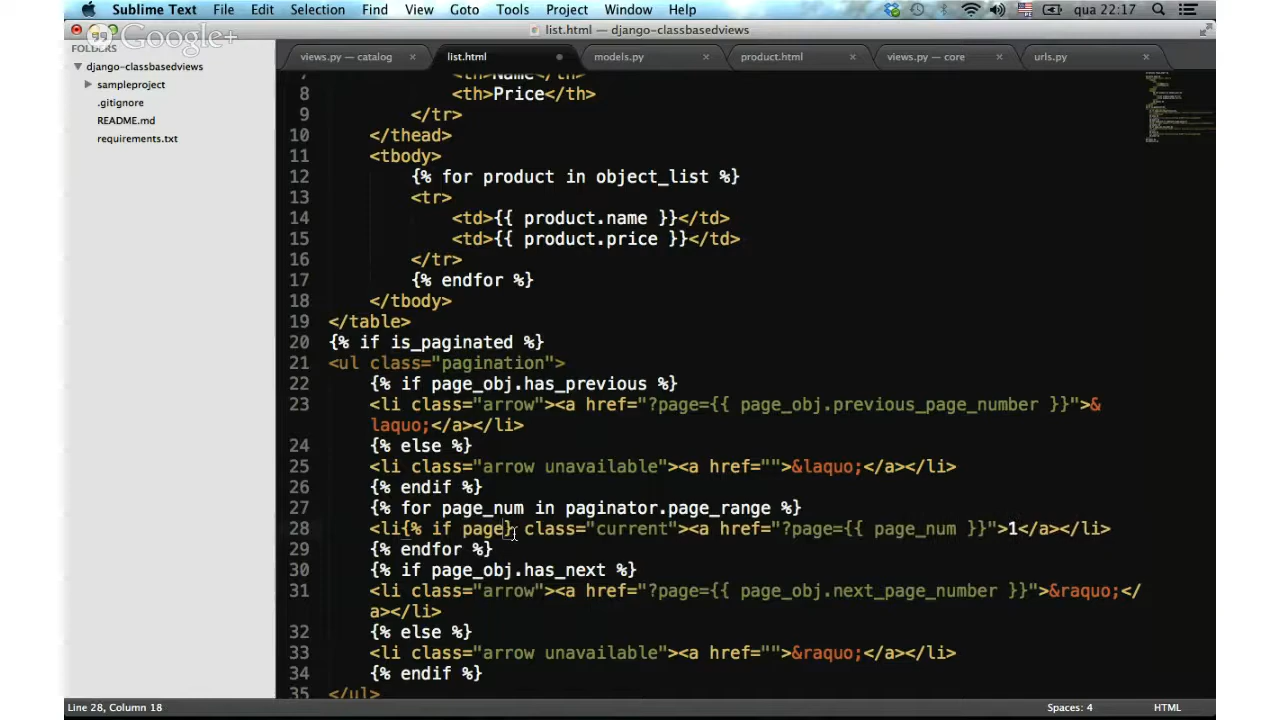 Sublime Text File Edit Selection Find View Goto Tools Project Window Help qua 22:17
Google+
list.html — django-classbasedviews
FOLDERS
django-classbasedviews
sampleproject
.gitignore
README.md
requirements.txt
views.py — catalog × list.html models.py × product.html × views.py — core × urls.py ×
7 <th>Name</th>
8 <th>Price</th>
9 </tr>
10 </thead>
11 <tbody>
12 {% for product in object_list %}
13 <tr>
14 <td>{{ product.name }}</td>
15 <td>{{ product.price }}</td>
16 </tr>
17 {% endfor %}
18 </tbody>
19 </table>
20 {% if is_paginated %}
21 <ul class="pagination">
22 {% if page_obj.has_previous %}
23 <li class="arrow"><a href="?page={{ page_obj.previous_page_number }}">&
laquo;</a></li>
24 {% else %}
25 <li class="arrow unavailable"><a href="">&laquo;</a></li>
26 {% endif %}
27 {% for page_num in paginator.page_range %}
28 <li{% if page} class="current"><a href="?page={{ page_num }}">1</a></li>
29 {% endfor %}
30 {% if page_obj.has_next %}
31 <li class="arrow"><a href="?page={{ page_obj.next_page_number }}">&raquo;</
a></li>
32 {% else %}
33 <li class="arrow unavailable"><a href="">&raquo;</a></li>
34 {% endif %}
35 </ul>
Line 28, Column 18 Spaces: 4 HTML